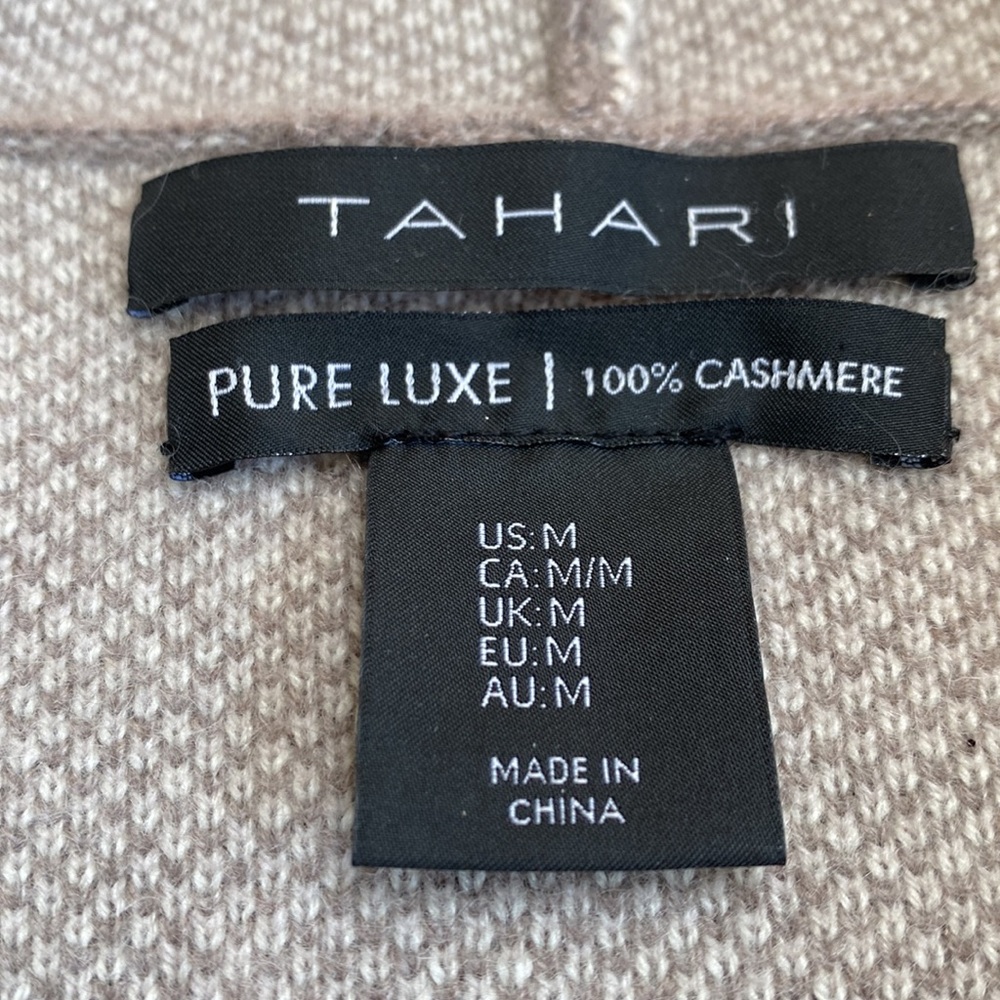 TAHARI
PURE LUXE | 100% CASHMERE
US: M
CA: M/M
UK: M
EU: M
AU: M
MADE IN
CHINA